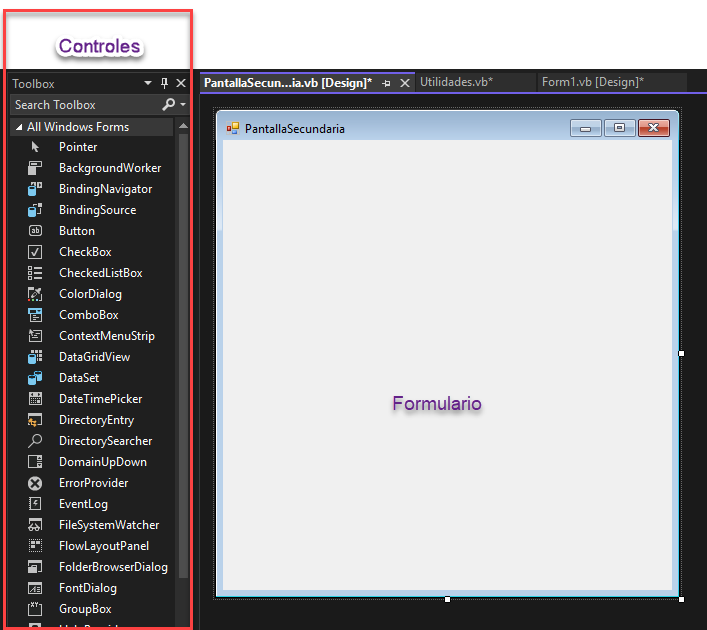 Controles
Toolbox
Search Toolbox
All Windows Forms
Pointer
BackgroundWorker
BindingNavigator
BindingSource
Button
CheckBox
CheckedListBox
ColorDialog
ComboBox
ContextMenuStrip
DataGridView
DataSet
DateTimePicker
DirectoryEntry
DirectorySearcher
DomainUpDown
ErrorProvider
EventLog
FileSystemWatcher
FlowLayoutPanel
FolderBrowserDialog
FontDialog
GroupBox
PantallaSecun...ia.vb [Design]*
Utilidades.vb*
Form1.vb [Design]*
PantallaSecundaria
Formulario